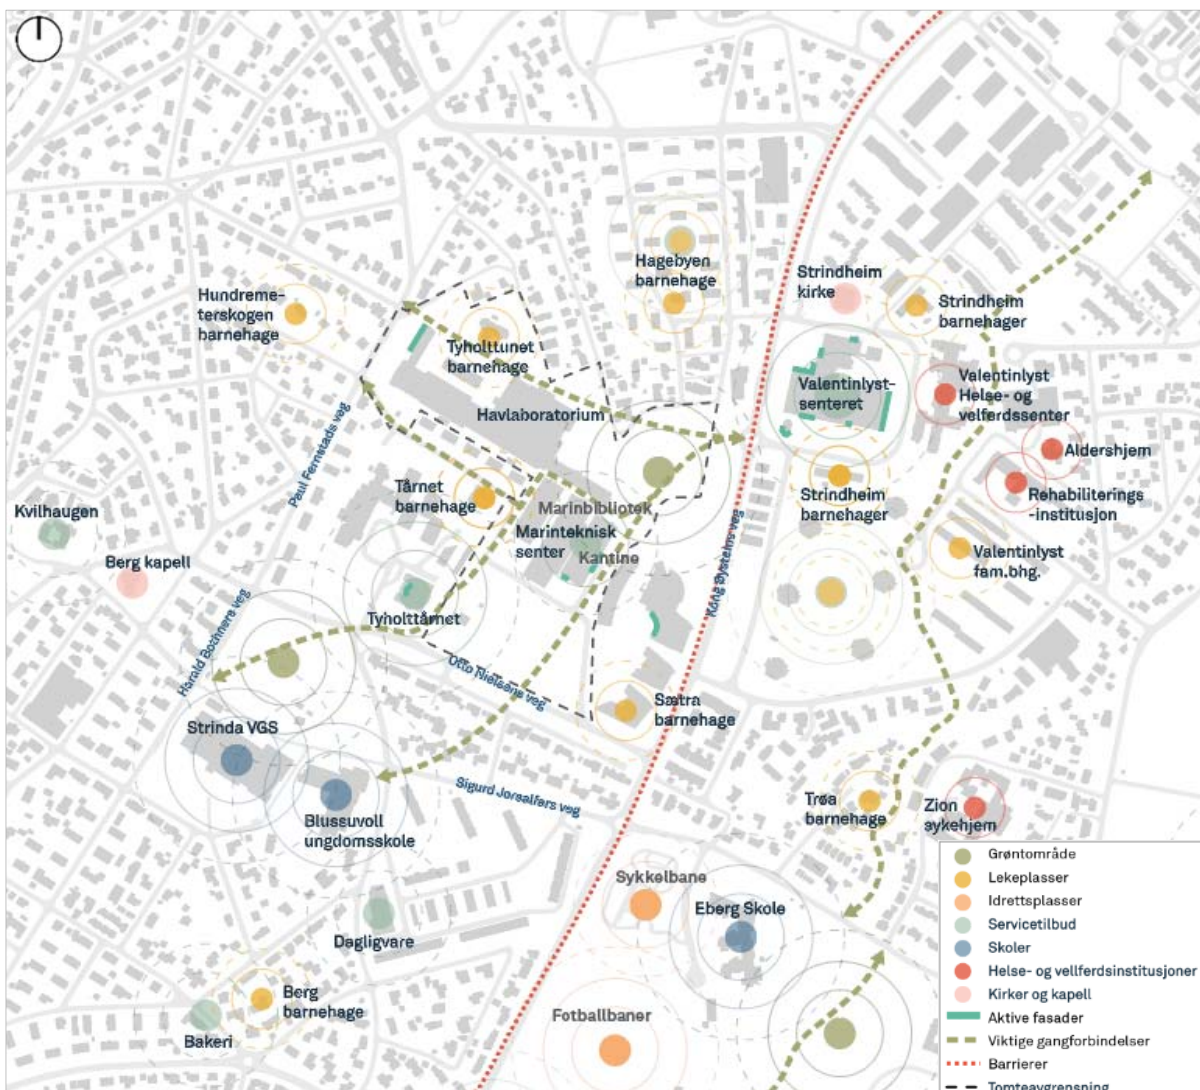 Strindheim
kirke
Hagebyen
barnehage
Hundreme-
terskogen
barnehage
Strindheim
barnehager
Tyholttunet
barnehage
Valentinlyst-
senteret
Valentinlyst
Helse- og
velferdssenter
Havlaboratorium
Paul Fernstads veg
Aldershjem
Tårnet
barnehage
Strindheim
barnehager
Rehabiliterings
-institusjon
Kvilhaugen
Marinbibliotek
Marinteknisk
senter
Kantine
Kong Øysteins veg
Valentinlyst
fam.bhg.
Berg kapell
Tyholttårnet
Harald Bothners veg
Otto Nielsens veg
Sætra
barnehage
Strinda VGS
Sigurd Jorsalfars veg
Blussuvoll
ungdomsskole
Trøa
barnehage
Zion
sykehjem
Sykkelbane
Eberg Skole
Dagligvare
Berg
barnehage
Bakeri
Fotballbaner
Grøntområde
Lekeplasser
Idrettsplasser
Servicetilbud
Skoler
Helse- og vellferdsinstitusjoner
Kirker og kapell
Aktive fasader
Viktige gangforbindelser
Barrierer
Tomteavgrensning